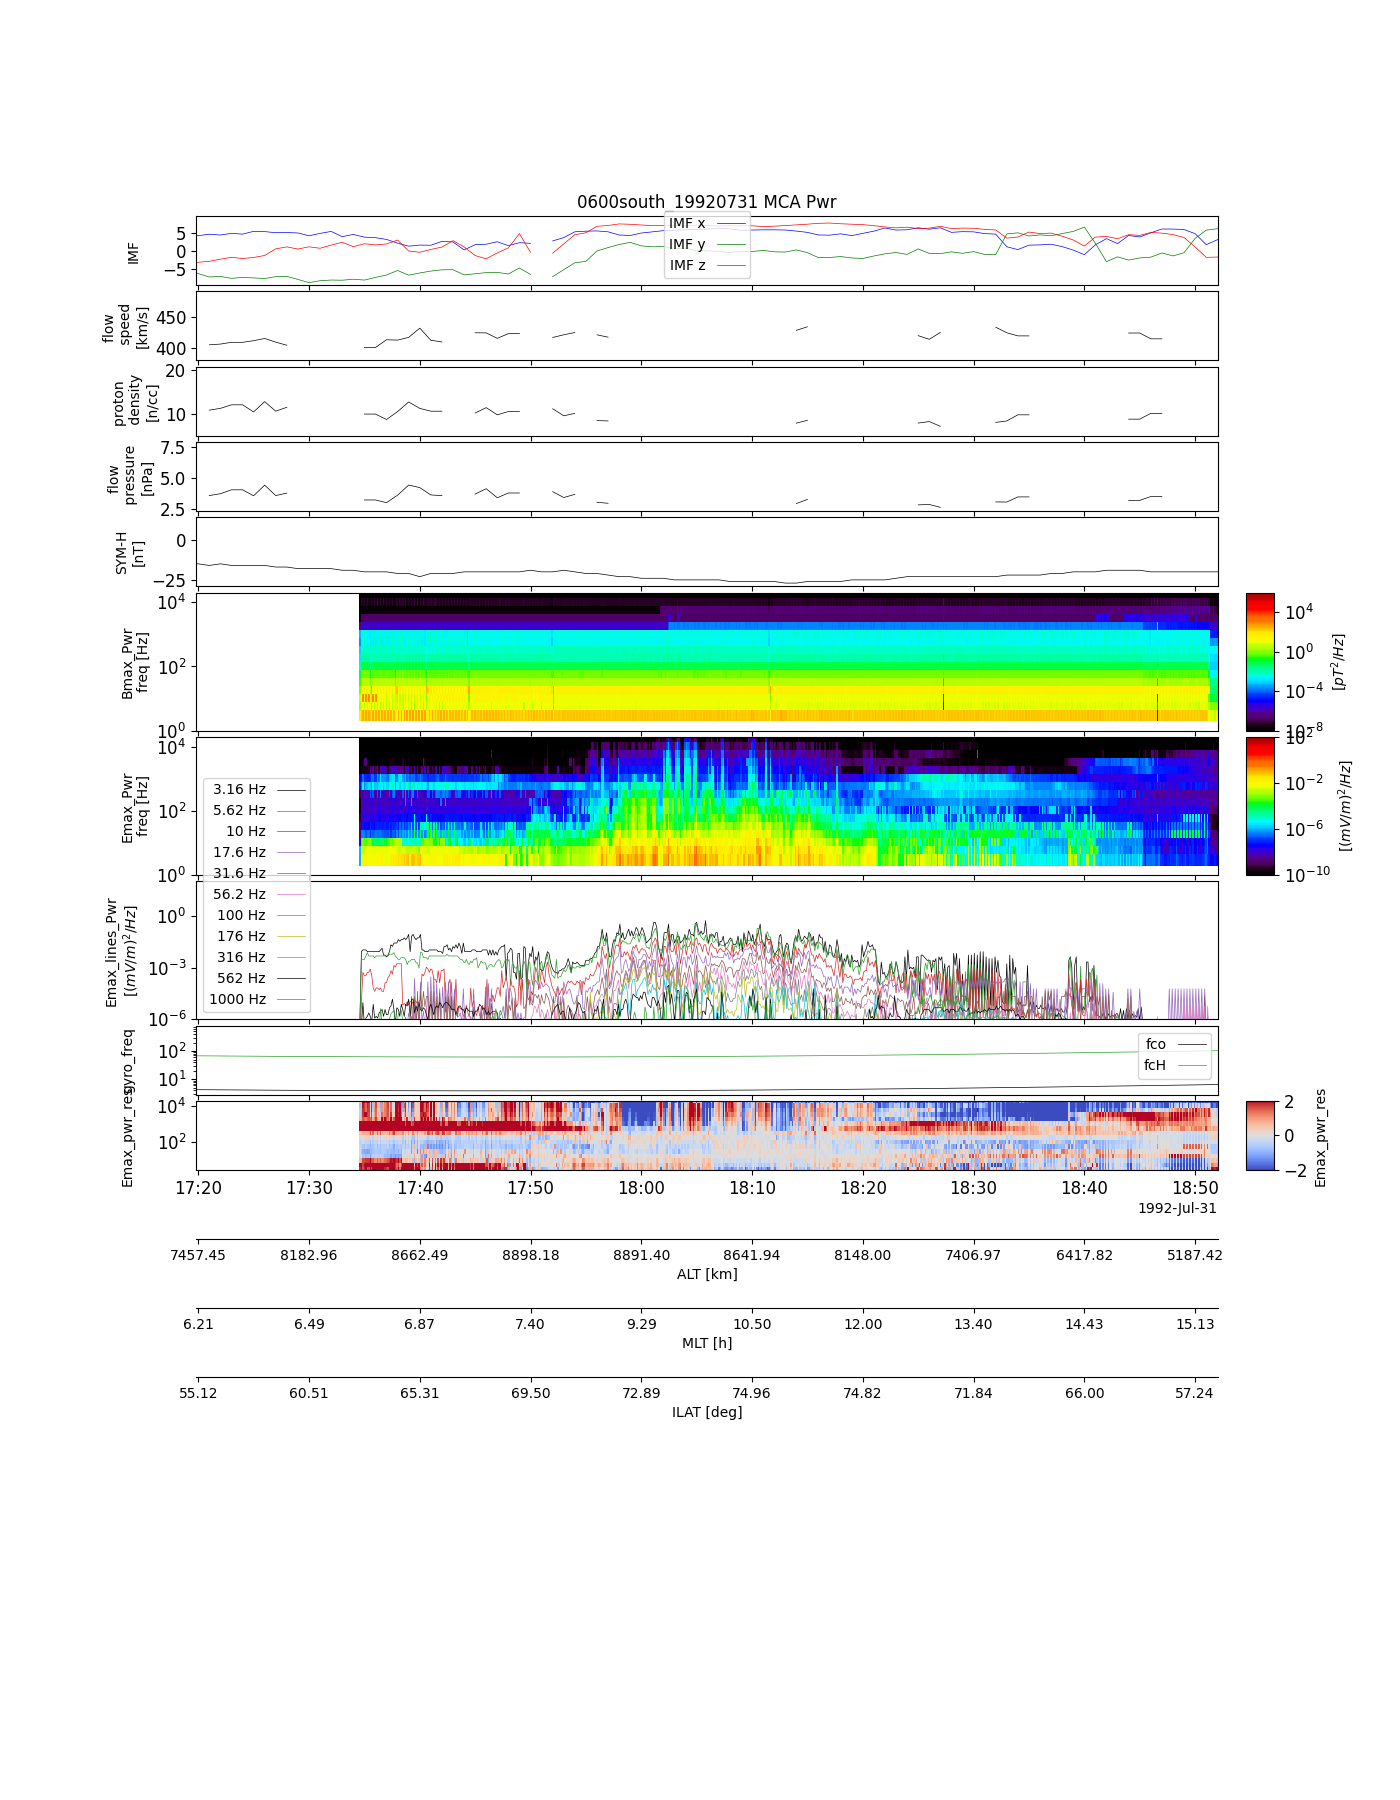 0600south_19920731 MCA Pwr
IMF
5
0
−5
IMF x
IMF y
IMF z
flow
speed
[km/s]
450
400
proton
density
[n/cc]
20
10
flow
pressure
[nPa]
7.5
5.0
2.5
SYM-H
[nT]
0
−25
Bmax_Pwr
freq [Hz]
10^4
10^2
10^0
10^4
10^0
10^−4
10^−8
[pT^2/Hz]
Emax_Pwr
freq [Hz]
10^4
10^2
10^0
10^2
10^−2
10^−6
10^−10
[(mV/m)^2/Hz]
3.16 Hz
5.62 Hz
10 Hz
17.6 Hz
31.6 Hz
56.2 Hz
100 Hz
176 Hz
316 Hz
562 Hz
1000 Hz
Emax_lines_Pwr
[(mV/m)^2/Hz]
10^0
10^−3
10^−6
gyro_freq
10^2
10^1
fco
fcH
Emax_pwr_res
10^4
10^2
2
0
−2
Emax_pwr_res
17:20 17:30 17:40 17:50 18:00 18:10 18:20 18:30 18:40 18:50
1992-Jul-31
7457.45 8182.96 8662.49 8898.18 8891.40 8641.94 8148.00 7406.97 6417.82 5187.42
ALT [km]
6.21 6.49 6.87 7.40 9.29 10.50 12.00 13.40 14.43 15.13
MLT [h]
55.12 60.51 65.31 69.50 72.89 74.96 74.82 71.84 66.00 57.24
ILAT [deg]